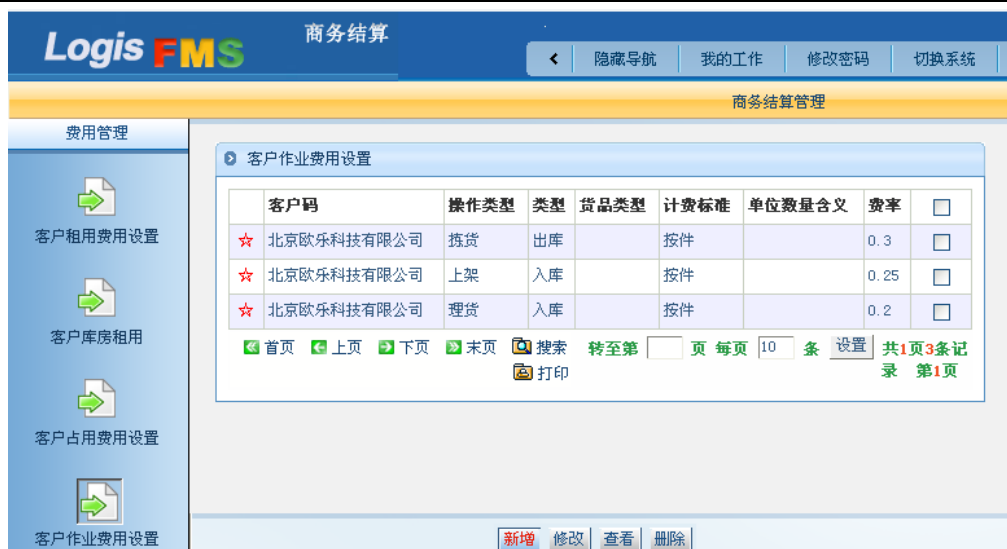 Logis FMS
商务结算
隐藏导航 我的工作 修改密码 切换系统
商务结算管理
费用管理
客户租用费用设置
客户库房租用
客户占用费用设置
客户作业费用设置
客户作业费用设置
客户码 操作类型 类型 货品类型 计费标准 单位数量含义 费率
北京欧乐科技有限公司 拣货 出库 按件 0.3
北京欧乐科技有限公司 上架 入库 按件 0.25
北京欧乐科技有限公司 理货 入库 按件 0.2
首页 上页 下页 末页 搜索 转至第 页 每页 10 条 设置 共1页3条记
打印 录 第1页
新增 修改 查看 删除